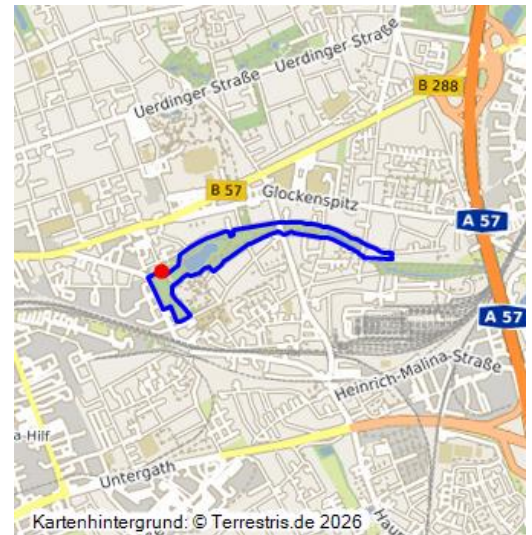 Uerdinger Straße
Uerdinger Straße
B 288
B 57
Glockenspitz
A 57
A 57
Heinrich-Malina-Straße
a-Hilf
Untergath
Kartenhintergrund: © Terrestris.de 2026